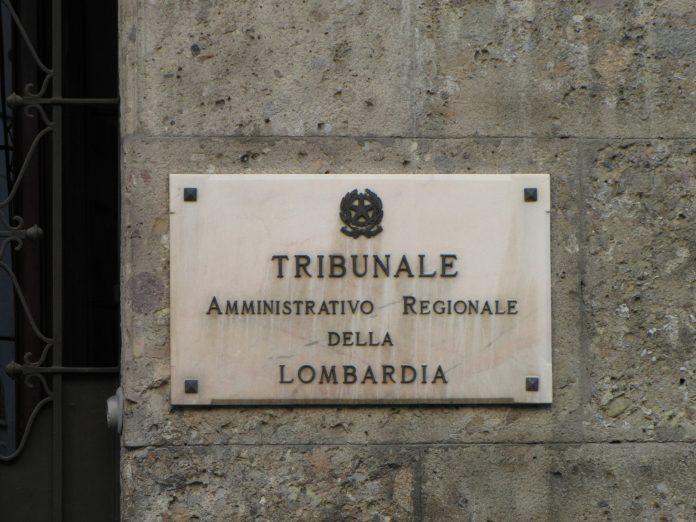 TRIBUNALE
AMMINISTRATIVO REGIONALE
DELLA
LOMBARDIA